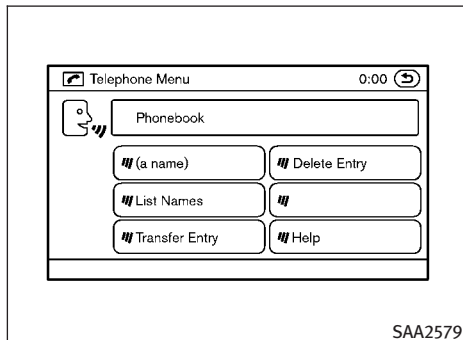 Telephone Menu 0:00
Phonebook
(a name) Delete Entry
List Names
Transfer Entry Help
SAA2579